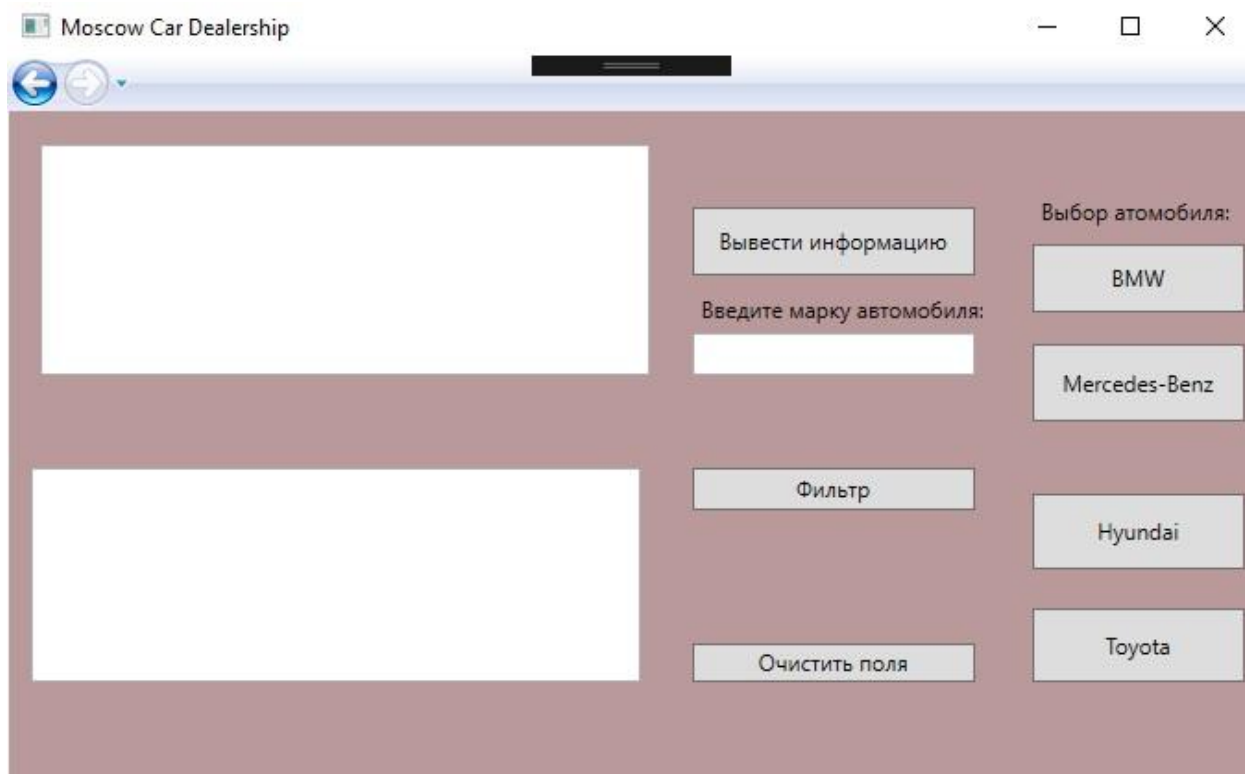 Moscow Car Dealership
Вывести информацию
Введите марку автомобиля:
Фильтр
Очистить поля
Выбор атомобиля:
BMW
Mercedes-Benz
Hyundai
Toyota